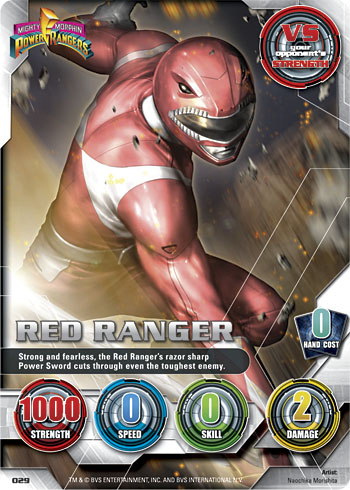 MIGHTY MORPHIN
POWER RANGERS
VS
your
opponent's
STRENGTH
RED RANGER
Strong and fearless, the Red Ranger's razor sharp
Power Sword cuts through even the toughest enemy.
0
HAND COST
1000
STRENGTH
0
SPEED
0
SKILL
2
DAMAGE
029
TM & © BVS ENTERTAINMENT, INC. AND BVS INTERNATIONAL N.V.
Artist:
Naochika Morishita